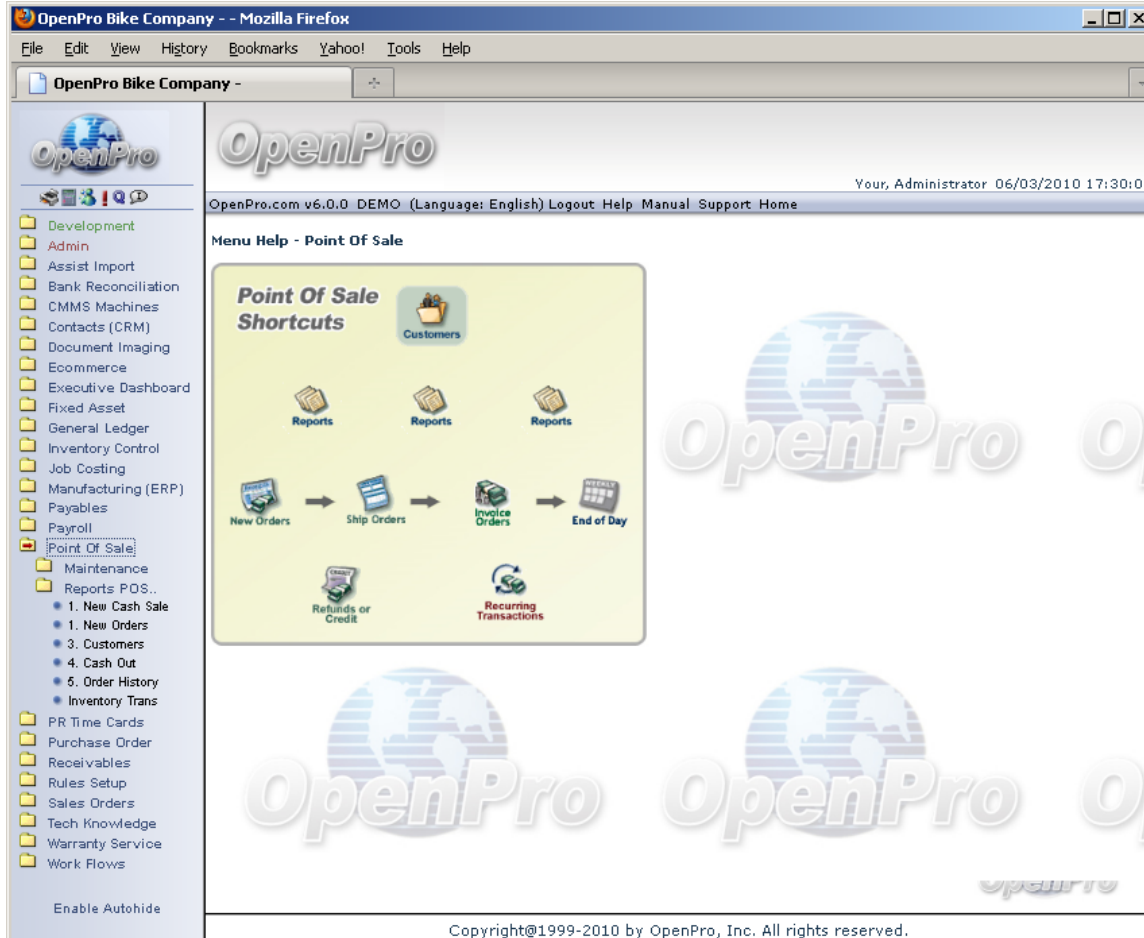 OpenPro Bike Company - - Mozilla Firefox
File Edit View History Bookmarks Yahoo! Tools Help
OpenPro Bike Company -
OpenPro
OpenPro
Your, Administrator 06/03/2010 17:30:0
OpenPro.com v6.0.0 DEMO (Language: English) Logout Help Manual Support Home
Development
Admin
Assist Import
Bank Reconciliation
CMMS Machines
Contacts (CRM)
Document Imaging
Ecommerce
Executive Dashboard
Fixed Asset
General Ledger
Inventory Control
Job Costing
Manufacturing (ERP)
Payables
Payroll
Point Of Sale
Maintenance
Reports POS..
1. New Cash Sale
1. New Orders
3. Customers
4. Cash Out
5. Order History
Inventory Trans
PR Time Cards
Purchase Order
Receivables
Rules Setup
Sales Orders
Tech Knowledge
Warranty Service
Work Flows
Enable Autohide
Menu Help - Point Of Sale
Point Of Sale
Shortcuts
Customers
Reports
Reports
Reports
New Orders
Ship Orders
Invoice
Orders
WEEKLY
End of Day
CREDIT
Refunds or
Credit
Recurring
Transactions
OpenPro
OpenPro
OpenPro
OpenPro
Copyright@1999-2010 by OpenPro, Inc. All rights reserved.